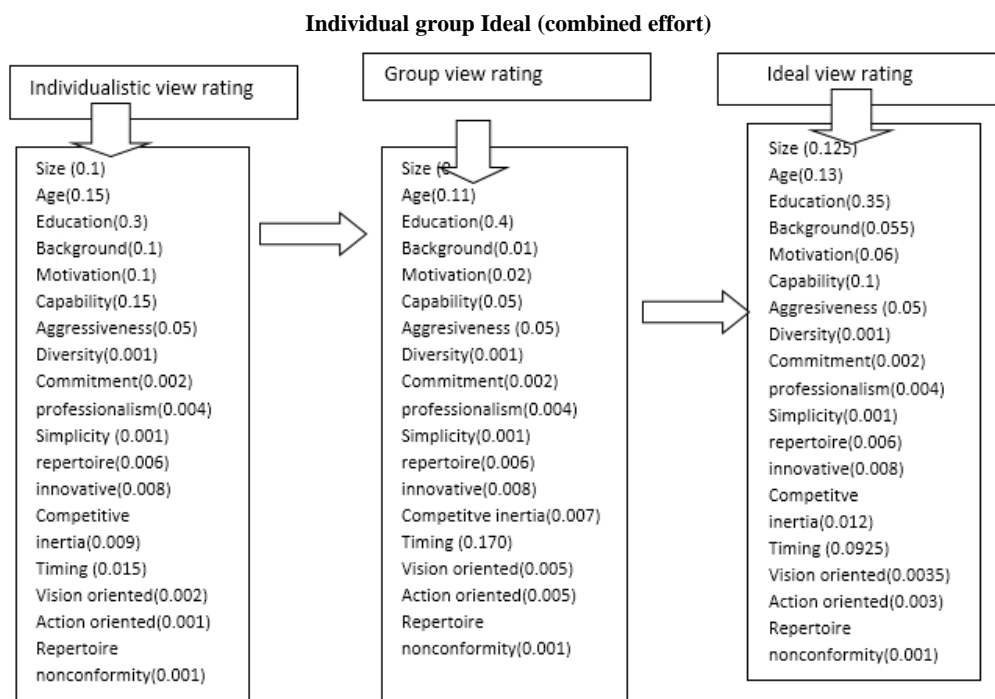 Individual group Ideal (combined effort)
Individualistic view rating
Size (0.1)
Age(0.15)
Education(0.3)
Background(0.1)
Motivation(0.1)
Capability(0.15)
Aggressiveness(0.05)
Diversity(0.001)
Commitment(0.002)
professionalism(0.004)
Simplicity (0.001)
repertoire(0.006)
innovative(0.008)
Competitive
inertia(0.009)
Timing (0.015)
Vision oriented(0.002)
Action oriented(0.001)
Repertoire
nonconformity(0.001)
Group view rating
Size
Age(0.11)
Education(0.4)
Background(0.01)
Motivation(0.02)
Capability(0.05)
Aggresiveness (0.05)
Diversity(0.001)
Commitment(0.002)
professionalism(0.004)
Simplicity(0.001)
repertoire(0.006)
innovative(0.008)
Competitve inertia(0.007)
Timing (0.170)
Vision oriented(0.005)
Action oriented(0.005)
Repertoire
nonconformity(0.001)
Ideal view rating
Size (0.125)
Age(0.13)
Education(0.35)
Background(0.055)
Motivation(0.06)
Capability(0.1)
Aggresiveness (0.05)
Diversity(0.001)
Commitment(0.002)
professionalism(0.004)
Simplicity(0.001)
repertoire(0.006)
innovative(0.008)
Competitve
inertia(0.012)
Timing (0.0925)
Vision oriented(0.0035)
Action oriented(0.003)
Repertoire
nonconformity(0.001)